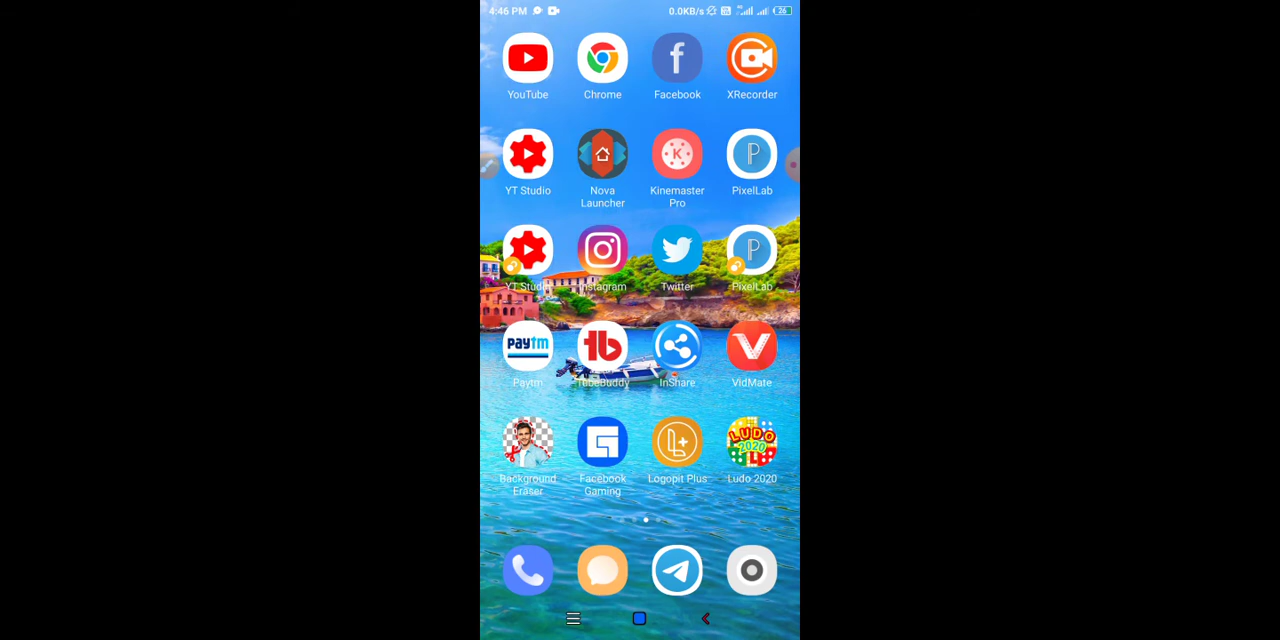 4:46 PM
0.0KB/s
26
YouTube
Chrome
Facebook
XRecorder
YT Studio
Nova
Launcher
Kinemaster
Pro
PixelLab
YT Studio
Instagram
Twitter
PixelLab
paytm
Paytm
TubeBuddy
InShare
VidMate
Background
Eraser
Facebook
Gaming
Logopit Plus
LUDO
2020
Ludo 2020